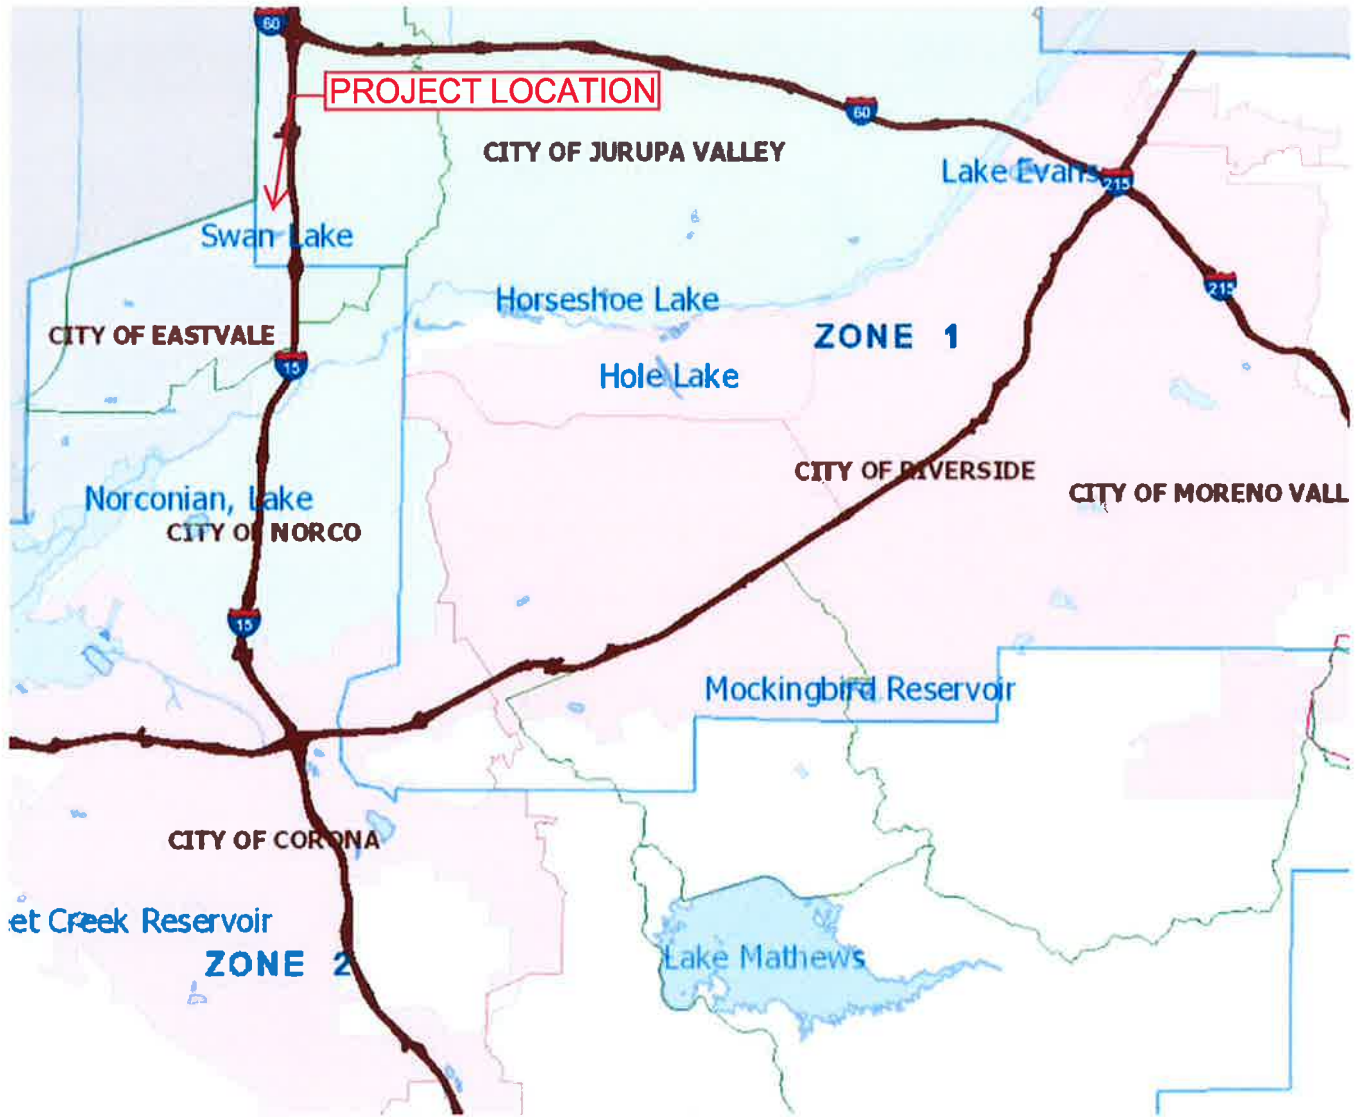 60
PROJECT LOCATION
60
CITY OF JURUPA VALLEY
Lake Evans
215
Swan Lake
215
Horseshoe Lake
CITY OF EASTVALE
ZONE 1
15
Hole Lake
CITY OF RIVERSIDE
CITY OF MORENO VALL
Norconian, Lake
CITY OF NORCO
15
Mockingbird Reservoir
CITY OF CORONA
et Creek Reservoir
Lake Mathews
ZONE 2